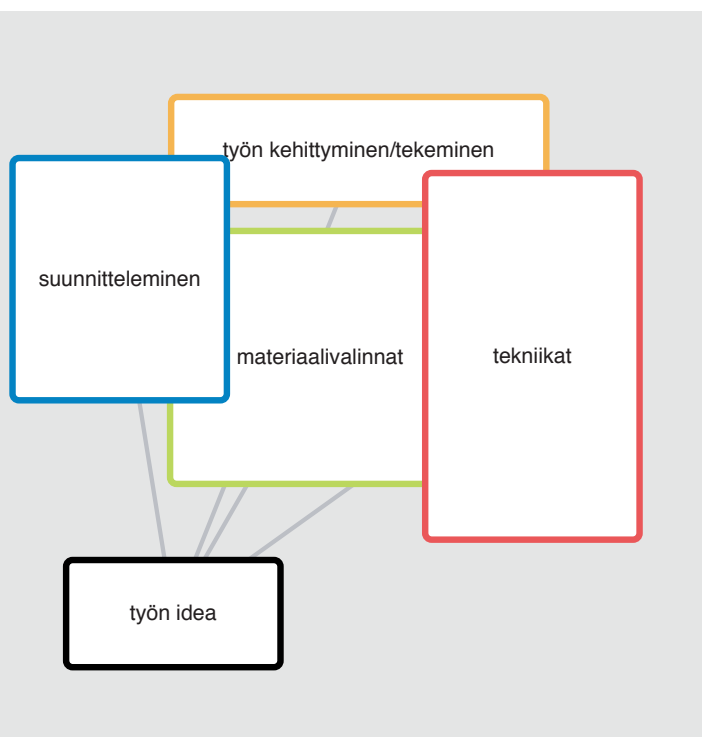 työn kehittyminen/tekeminen
suunnitteleminen
materiaalivalinnat
tekniikat
työn idea